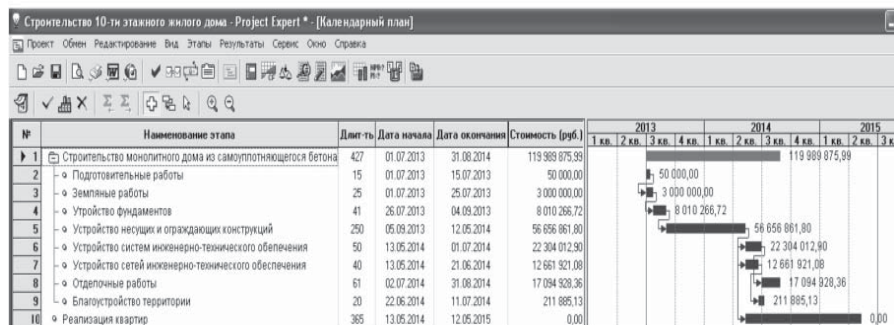 Строительство 10-ти этажного жилого дома - Project Expert * - [Календарный план]
Проект Обмен Редактирование Вид Этапы Результаты Сервис Окно Справка
№ Наименование этапа Длит-ть Дата начала Дата окончания Стоимость (руб.) 2013 2014 2015
1 кв. 2 кв. 3 кв. 4 кв. 1 кв. 2 кв. 3 кв. 4 кв. 1 кв. 2 кв. 3 к
1 Строительство монолитного дома из самоуплотняющегося бетона 427 01.07.2013 31.08.2014 119 989 875,99 119 989 875,99
2 Подготовительные работы 15 01.07.2013 15.07.2013 50 000,00 50 000,00
3 Земляные работы 25 01.07.2013 25.07.2013 3 000 000,00 3 000 000,00
4 Утройство фундаментов 41 26.07.2013 04.09.2013 8 010 266,72 8 010 266,72
5 Устройство несущих и ограждающих конструкций 250 05.09.2013 12.05.2014 56 656 861,80 56 656 861,80
6 Устройство систем инженерно-технического обепечения 50 13.05.2014 01.07.2014 22 304 012,90 22 304 012,90
7 Устройство сетей инженерно-технического обеспечения 40 13.05.2014 21.06.2014 12 661 921,08 12 661 921,08
8 Отделочные работы 61 02.07.2014 31.08.2014 17 094 928,36 17 094 928,36
9 Благоустройство территории 20 22.06.2014 11.07.2014 211 885,13 211 885,13
10 Реализация квартир 365 13.05.2014 12.05.2015 0,00 0,00